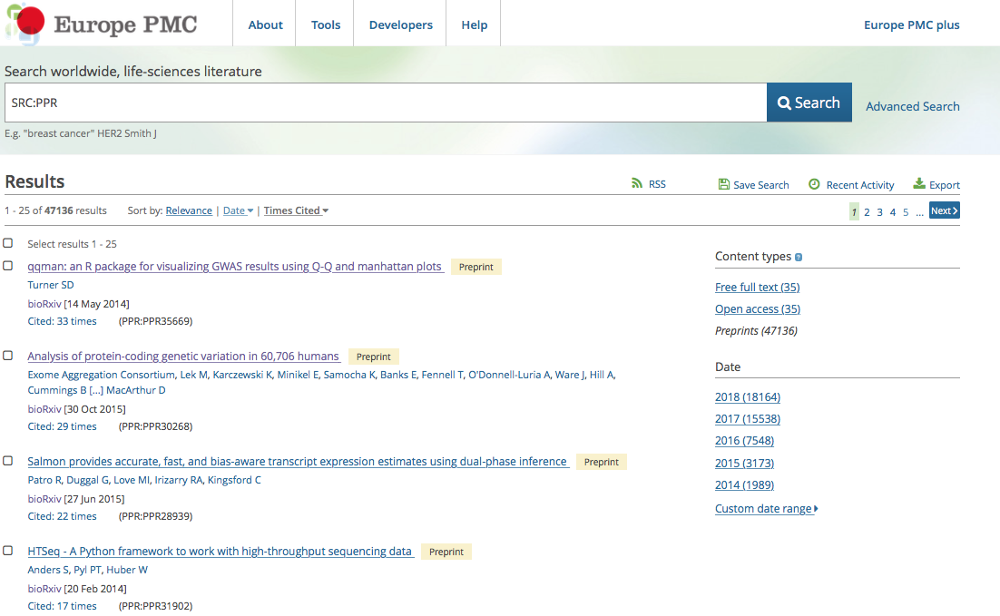 Europe PMC
About Tools Developers Help Europe PMC plus
Search worldwide, life-sciences literature
SRC:PPR Search Advanced Search
E.g. "breast cancer" HER2 Smith J
Results
RSS Save Search Recent Activity Export
1 - 25 of 47136 results Sort by: Relevance | Date | Times Cited
1 2 3 4 5 ... Next
Select results 1 - 25
qqman: an R package for visualizing GWAS results using Q-Q and manhattan plots Preprint
Turner SD
bioRxiv [14 May 2014]
Cited: 33 times (PPR:PPR35669)
Analysis of protein-coding genetic variation in 60,706 humans Preprint
Exome Aggregation Consortium, Lek M, Karczewski K, Minikel E, Samocha K, Banks E, Fennell T, O'Donnell-Luria A, Ware J, Hill A,
Cummings B [...] MacArthur D
bioRxiv [30 Oct 2015]
Cited: 29 times (PPR:PPR30268)
Salmon provides accurate, fast, and bias-aware transcript expression estimates using dual-phase inference Preprint
Patro R, Duggal G, Love MI, Irizarry RA, Kingsford C
bioRxiv [27 Jun 2015]
Cited: 22 times (PPR:PPR28939)
HTSeq - A Python framework to work with high-throughput sequencing data Preprint
Anders S, Pyl PT, Huber W
bioRxiv [20 Feb 2014]
Cited: 17 times (PPR:PPR31902)
Content types ?
Free full text (35)
Open access (35)
Preprints (47136)
Date
2018 (18164)
2017 (15538)
2016 (7548)
2015 (3173)
2014 (1989)
Custom date range